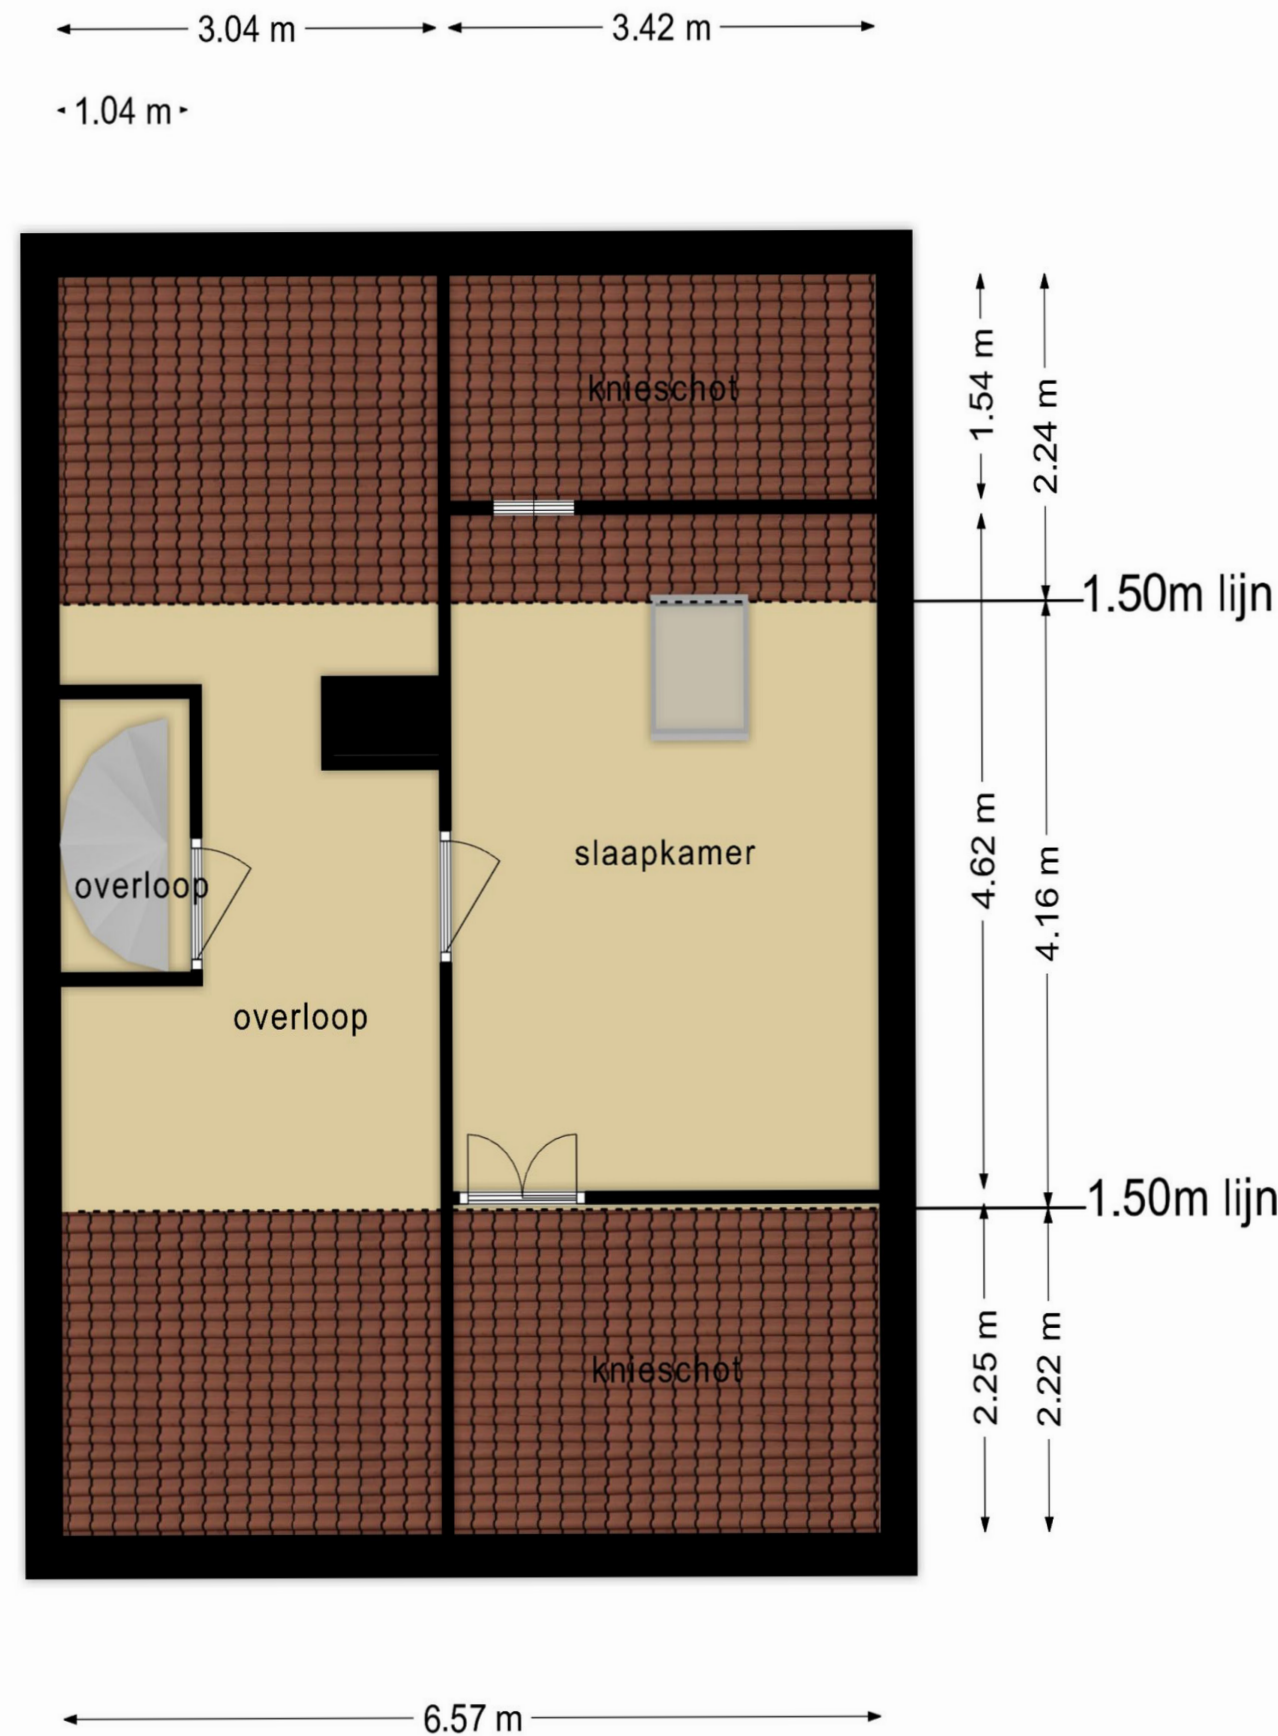 3.04 m
3.42 m
1.04 m
knieschot
1.54 m
2.24 m
1.50m lijn
4.62 m
4.16 m
slaapkamer
overloop
overloop
1.50m lijn
knieschot
2.25 m
2.22 m
6.57 m